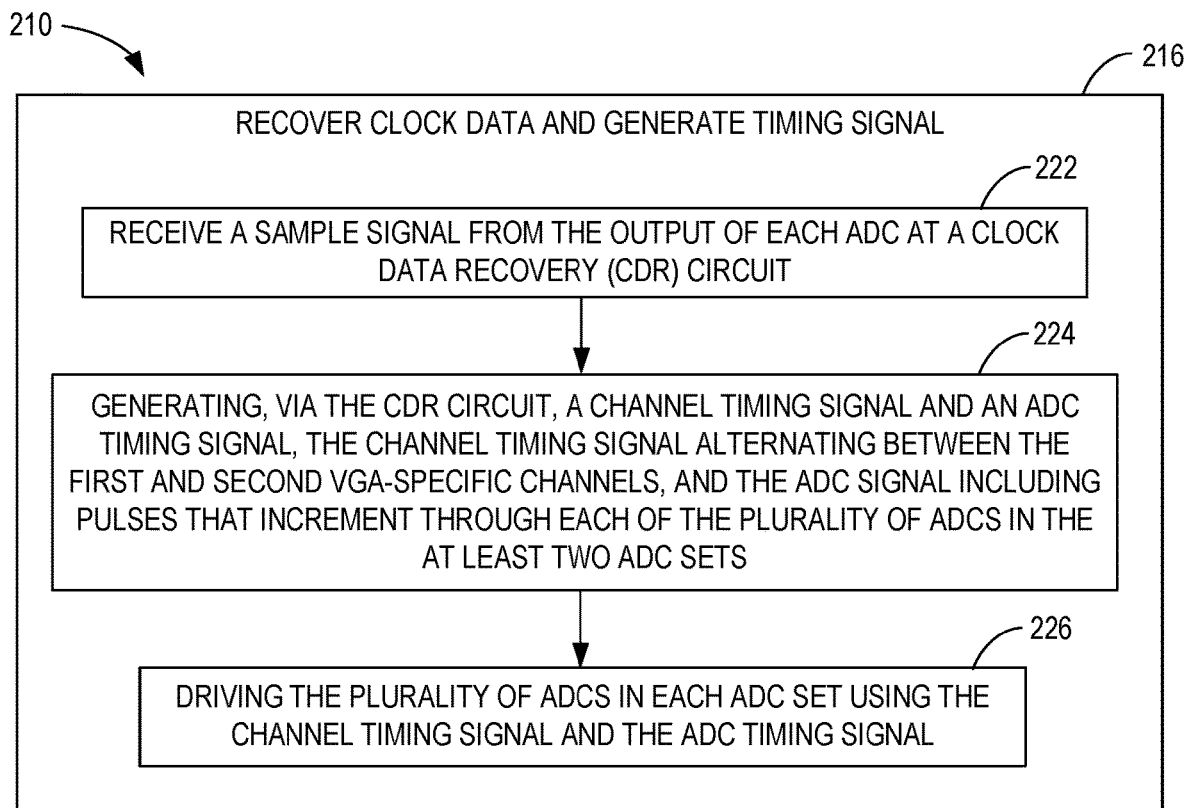 210
216
RECOVER CLOCK DATA AND GENERATE TIMING SIGNAL
222
RECEIVE A SAMPLE SIGNAL FROM THE OUTPUT OF EACH ADC AT A CLOCK
DATA RECOVERY (CDR) CIRCUIT
224
GENERATING, VIA THE CDR CIRCUIT, A CHANNEL TIMING SIGNAL AND AN ADC
TIMING SIGNAL, THE CHANNEL TIMING SIGNAL ALTERNATING BETWEEN THE
FIRST AND SECOND VGA-SPECIFIC CHANNELS, AND THE ADC SIGNAL INCLUDING
PULSES THAT INCREMENT THROUGH EACH OF THE PLURALITY OF ADCS IN THE
AT LEAST TWO ADC SETS
226
DRIVING THE PLURALITY OF ADCS IN EACH ADC SET USING THE
CHANNEL TIMING SIGNAL AND THE ADC TIMING SIGNAL